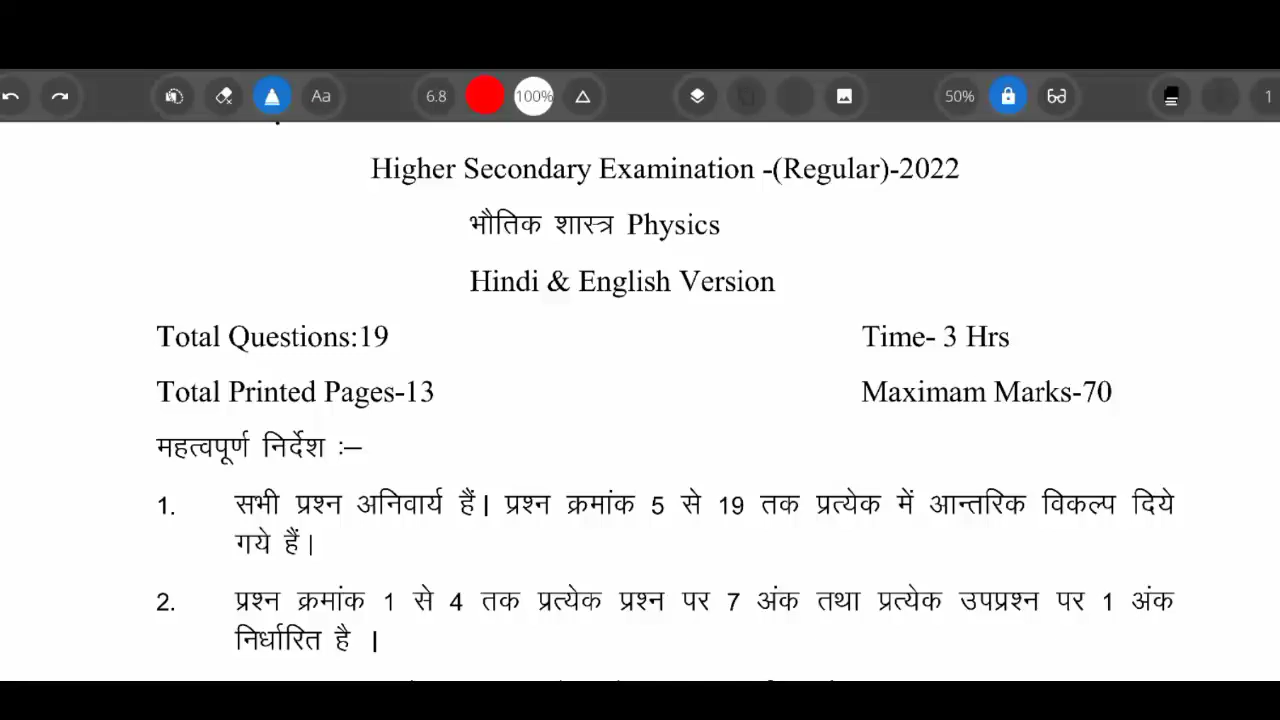 Aa 6.8 100% 50% 1
Higher Secondary Examination -(Regular)-2022
भौतिक शास्त्र Physics
Hindi & English Version
Total Questions:19 Time- 3 Hrs
Total Printed Pages-13 Maximam Marks-70
महत्वपूर्ण निर्देश :–
1. सभी प्रश्न अनिवार्य हैं। प्रश्न क्रमांक 5 से 19 तक प्रत्येक में आन्तरिक विकल्प दिये
गये हैं।
2. प्रश्न क्रमांक 1 से 4 तक प्रत्येक प्रश्न पर 7 अंक तथा प्रत्येक उपप्रश्न पर 1 अंक
निर्धारित है ।